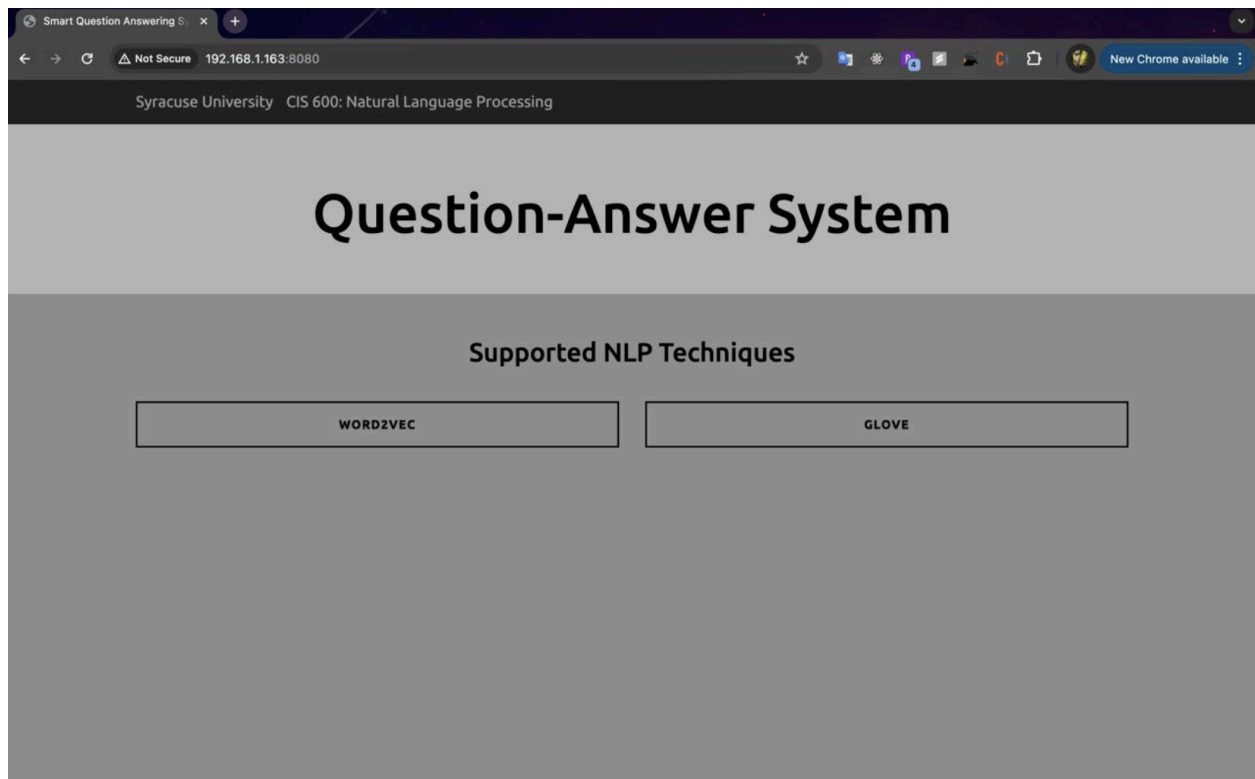 Smart Question Answering Sy
Not Secure 192.168.1.163:8080
New Chrome available
Syracuse University CIS 600: Natural Language Processing
Question-Answer System
Supported NLP Techniques
WORD2VEC
GLOVE